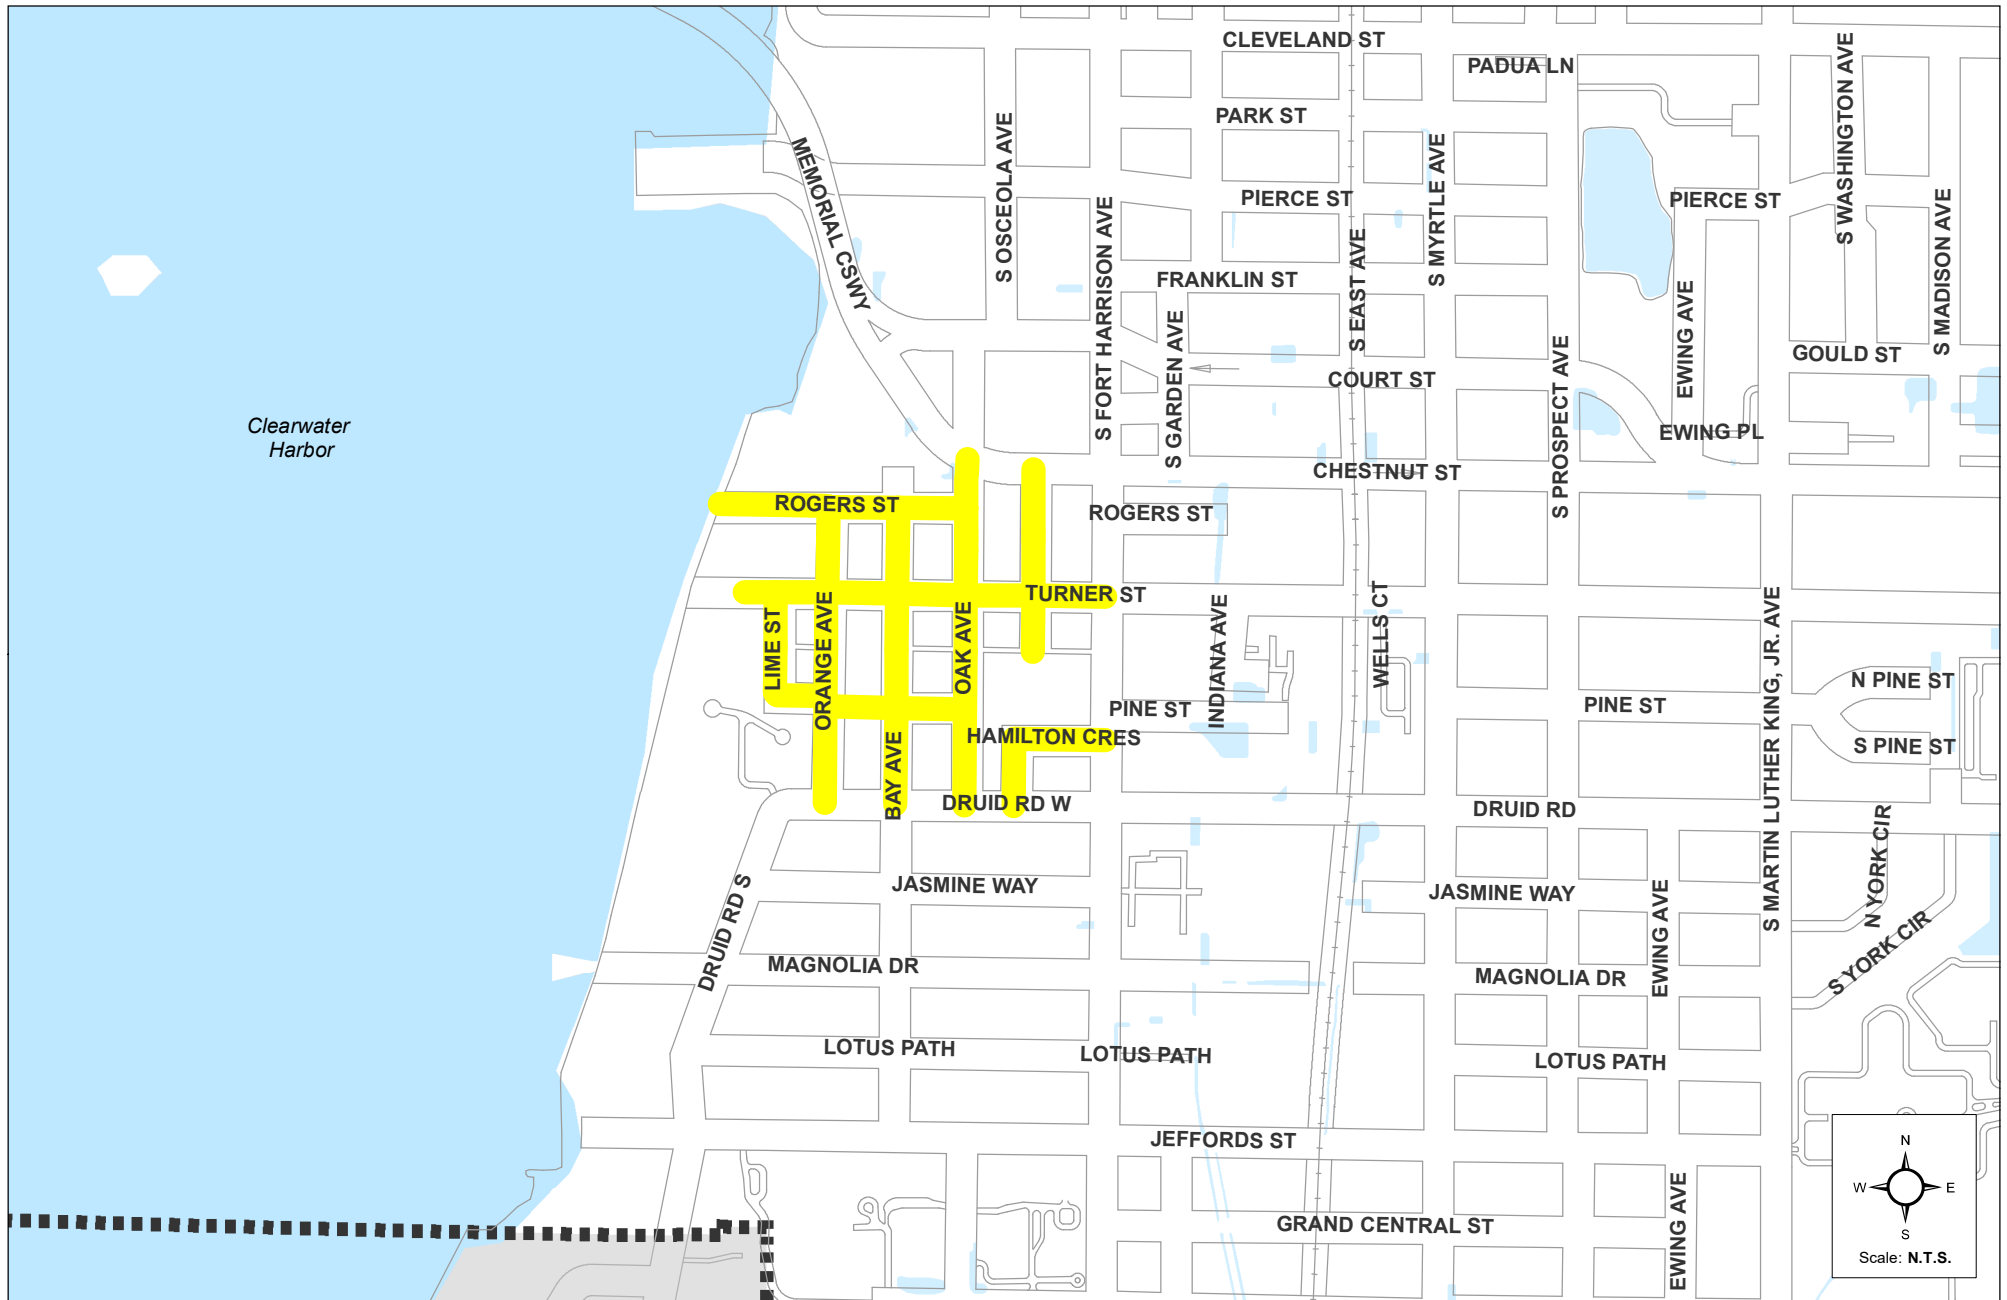 CLEVELAND ST
PADUA LN
S WASHINGTON AVE
PARK ST
S OSCEOLA AVE
MEMORIAL CSWY
S MYRTLE AVE
PIERCE ST
PIERCE ST
S FORT HARRISON AVE
S EAST AVE
S MADISON AVE
FRANKLIN ST
EWING AVE
S GARDEN AVE
S PROSPECT AVE
GOULD ST
COURT ST
Clearwater
Harbor
EWING PL
CHESTNUT ST
ROGERS ST
ROGERS ST
TURNER ST
LIME ST
ORANGE AVE
OAK AVE
INDIANA AVE
WELLS CT
S MARTIN LUTHER KING, JR. AVE
N PINE ST
PINE ST
PINE ST
HAMILTON CRES
S PINE ST
BAY AVE
DRUID RD W
DRUID RD
N YORK CIR
JASMINE WAY
JASMINE WAY
DRUID RD S
EWING AVE
S YORK CIR
MAGNOLIA DR
MAGNOLIA DR
LOTUS PATH
LOTUS PATH
LOTUS PATH
JEFFORDS ST
GRAND CENTRAL ST
EWING AVE
N
W E
S
Scale: N.T.S.